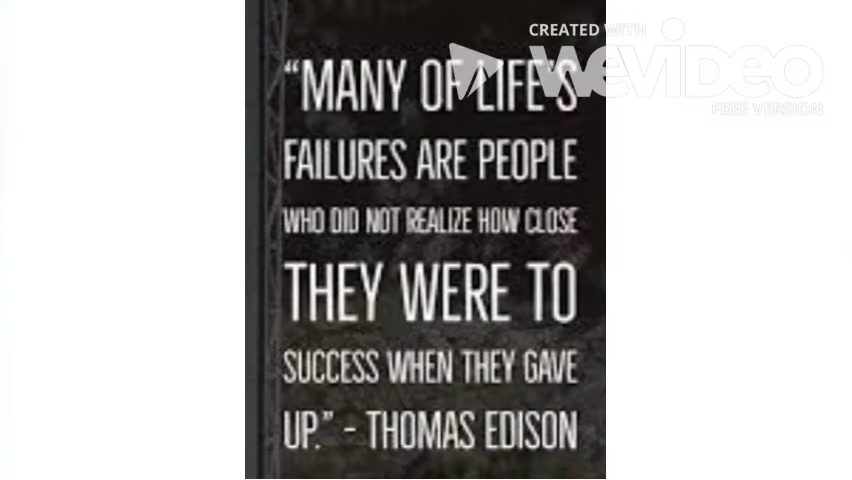 CREATED WITH
WEVIDEO
FREE VERSION
“MANY OF LIFE’S
FAILURES ARE PEOPLE
WHO DID NOT REALIZE HOW CLOSE
THEY WERE TO
SUCCESS WHEN THEY GAVE
UP.” - THOMAS EDISON